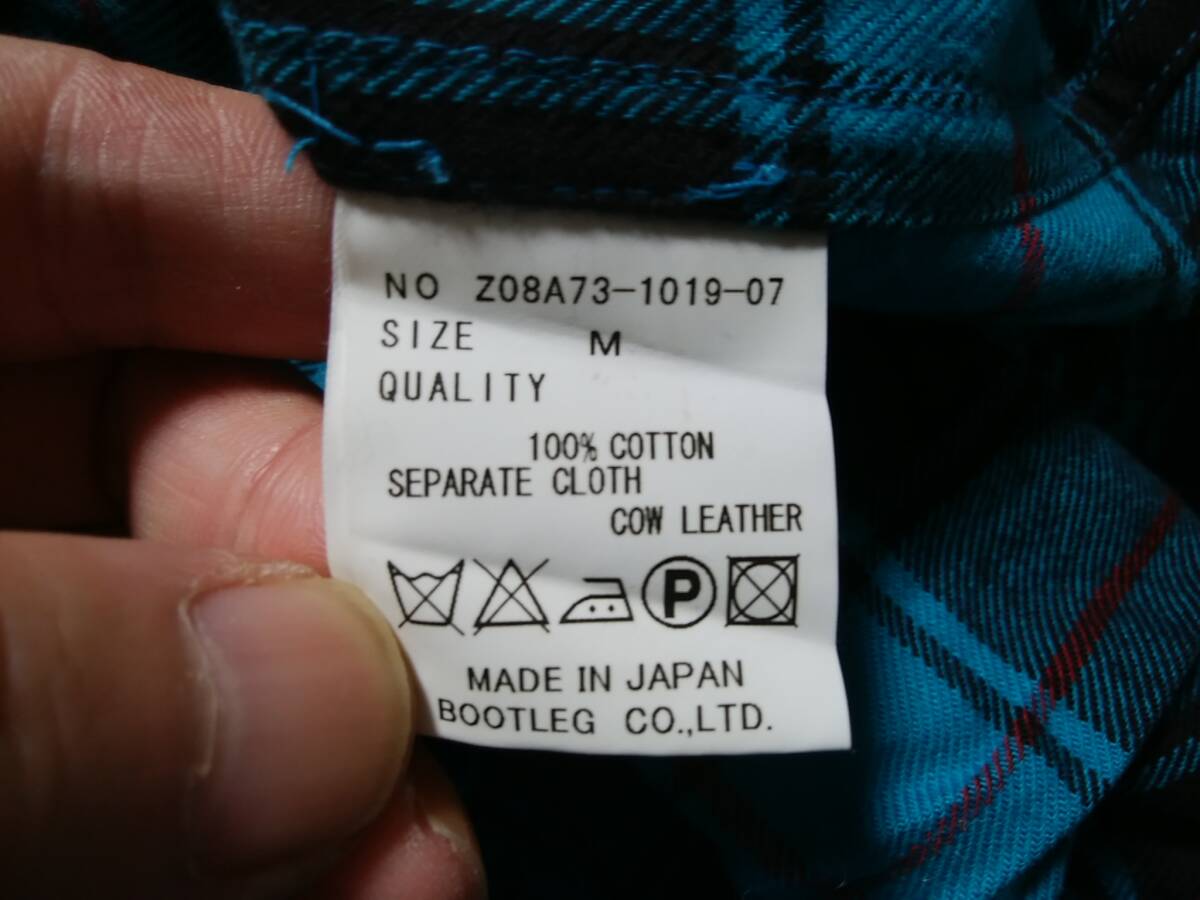 NO Z08A73-1019-07
SIZE M
QUALITY
100% COTTON
SEPARATE CLOTH
COW LEATHER
P
MADE IN JAPAN
BOOTLEG CO.,LTD.